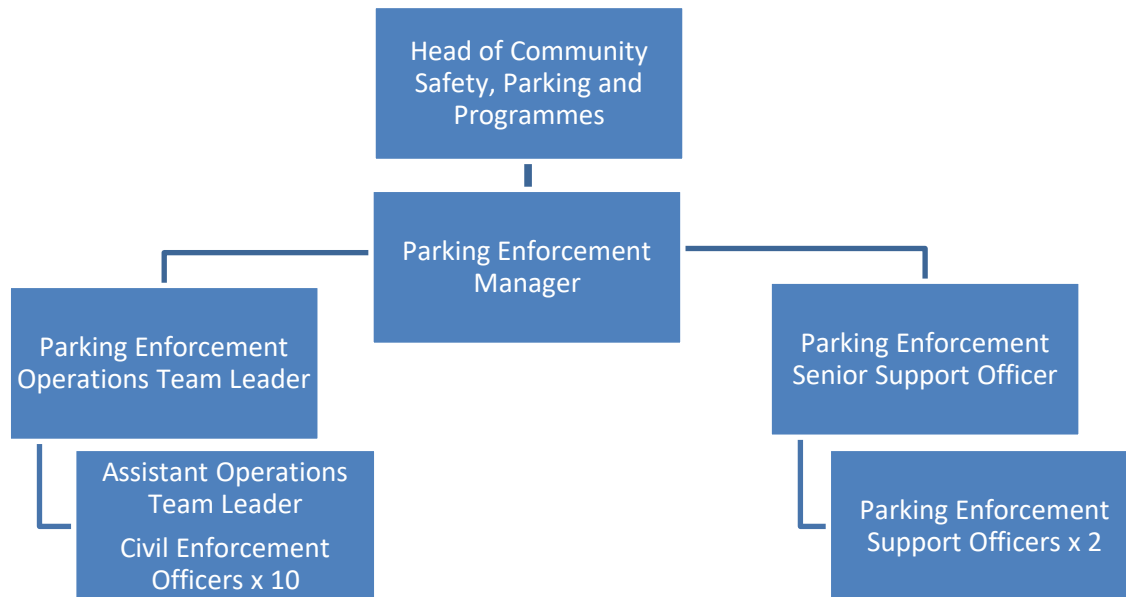 Head of Community
Safety, Parking and
Programmes
Parking Enforcement
Manager
Parking Enforcement
Operations Team Leader
Parking Enforcement
Senior Support Officer
Assistant Operations
Team Leader
Civil Enforcement
Officers x 10
Parking Enforcement
Support Officers x 2